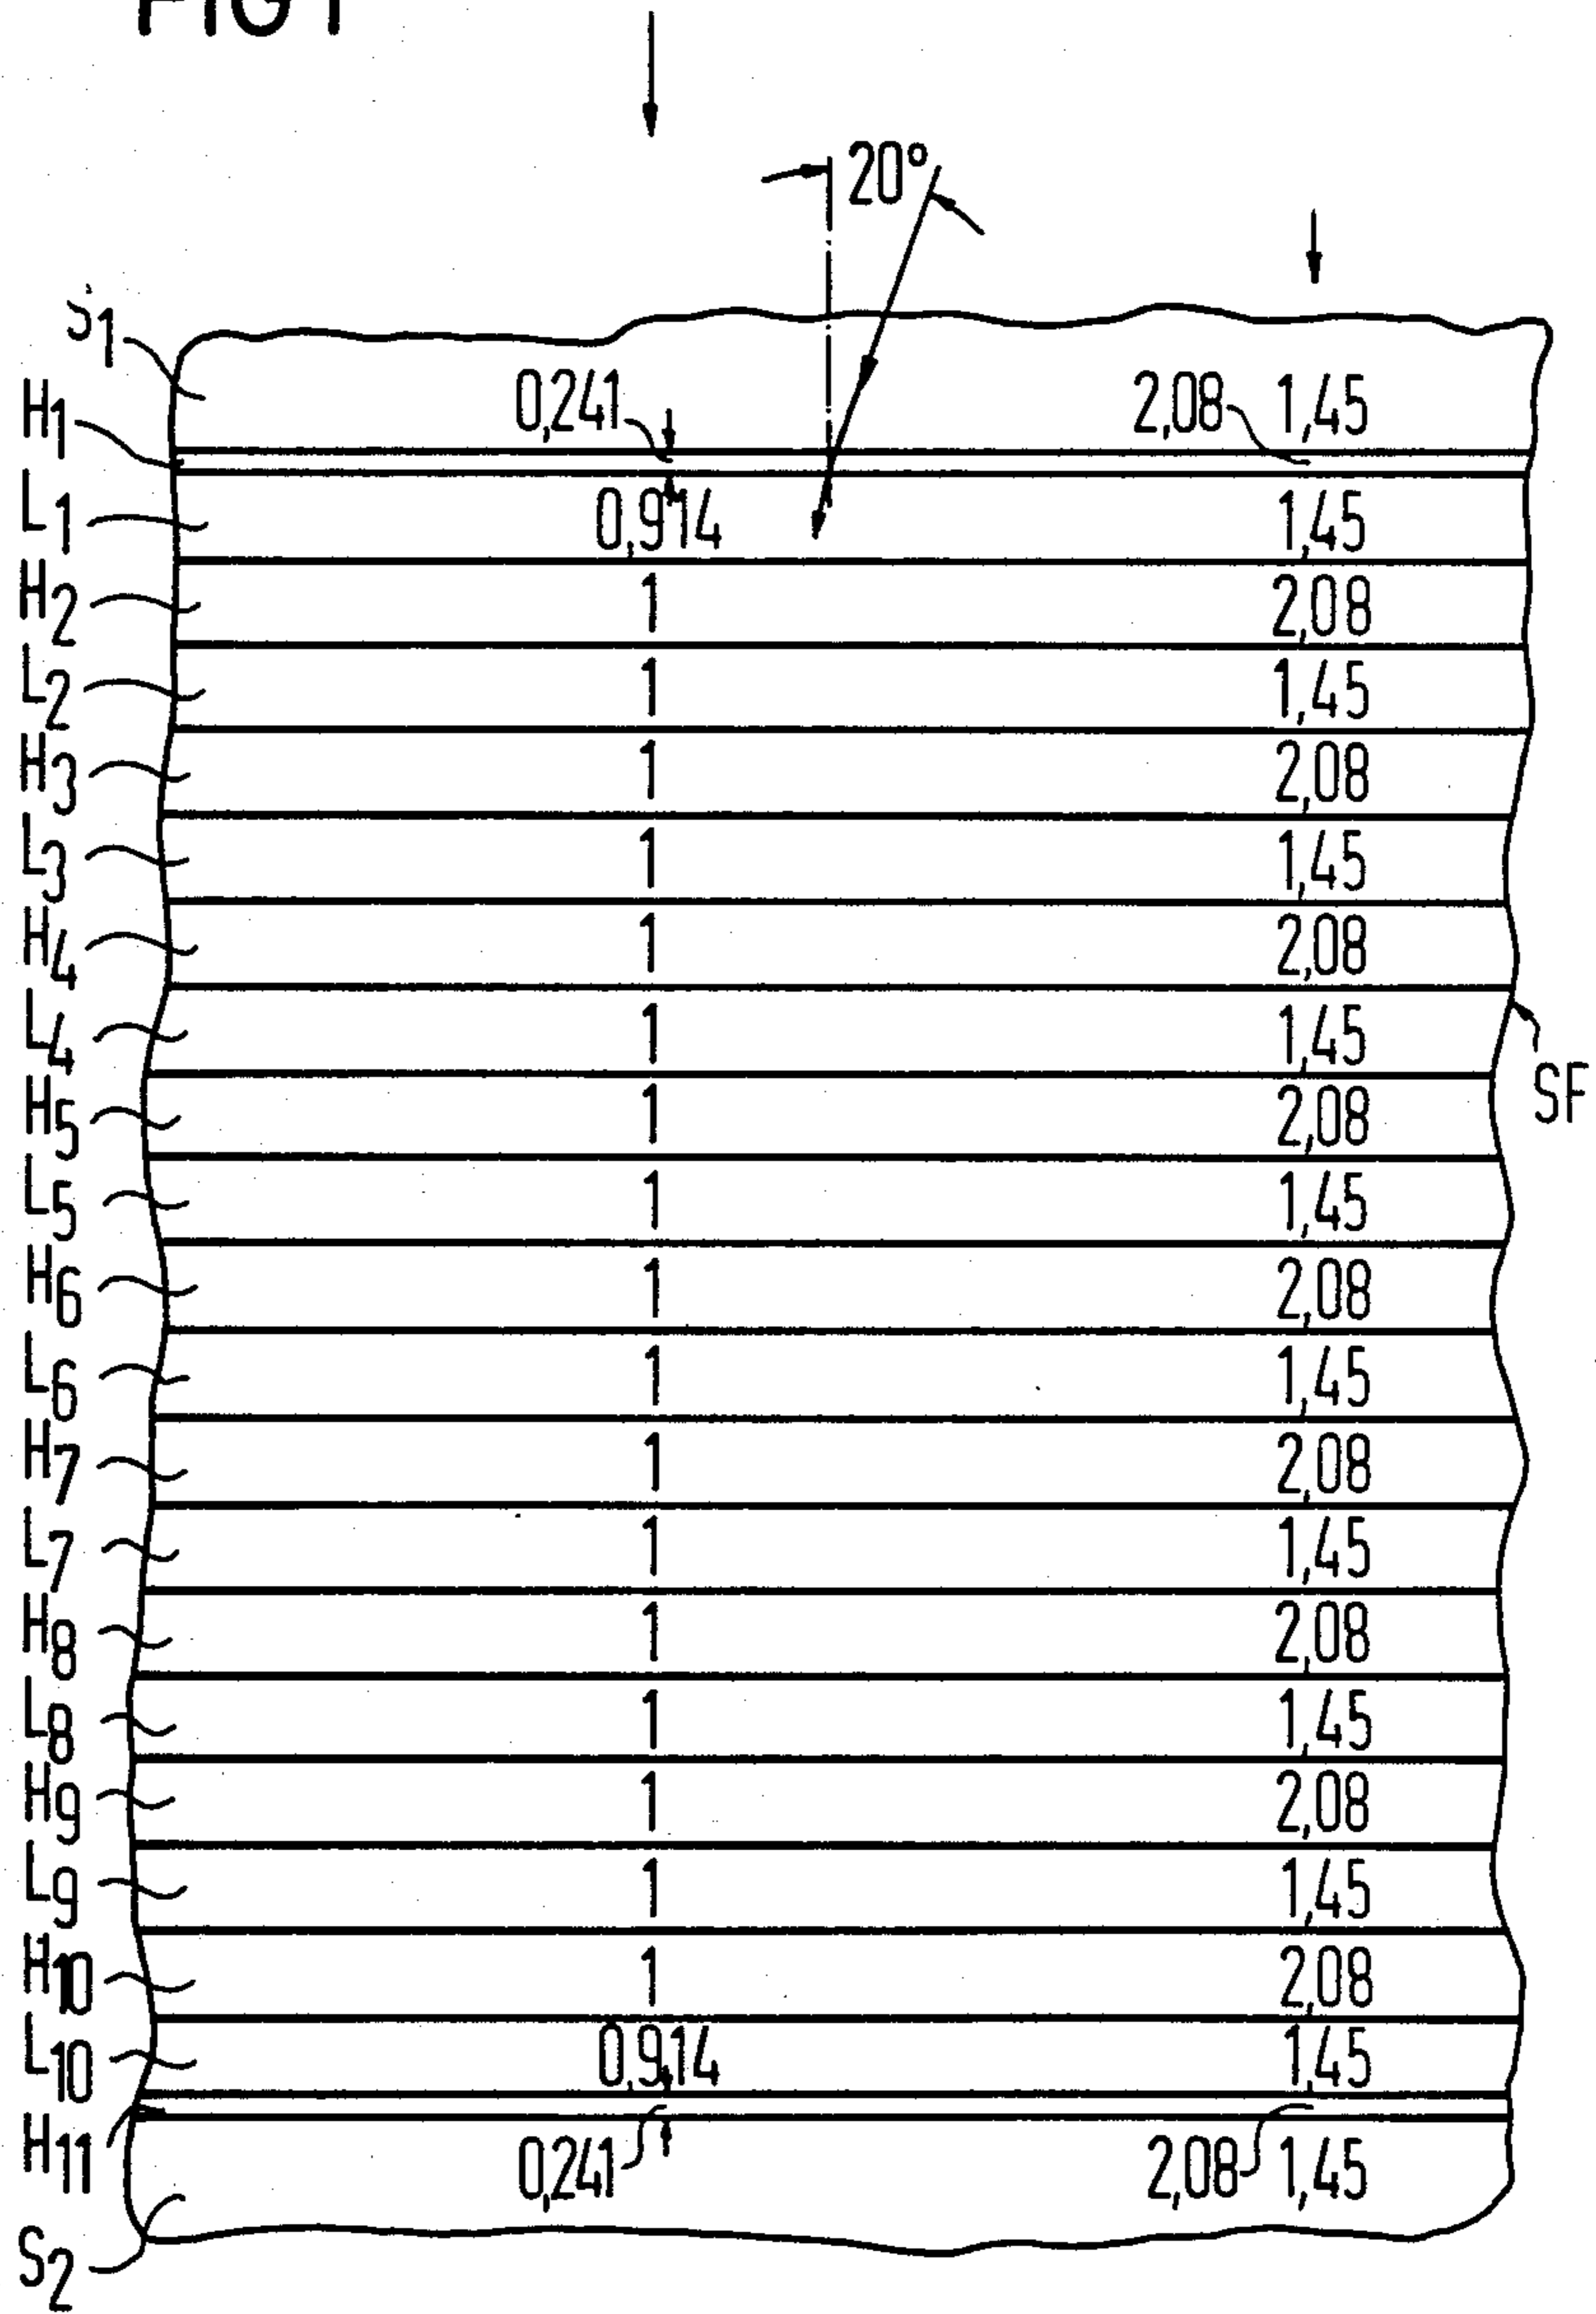 FIG 1
20°
S1 0,241 2,08 1,45
H1
L1 0,914 1,45
H2 1 2,08
L2 1 1,45
H3 1 2,08
L3 1 1,45
H4 1 2,08
L4 1 1,45
SF
H5 1 2,08
L5 1 1,45
H6 1 2,08
L6 1 1,45
H7 1 2,08
L7 1 1,45
H8 1 2,08
L8 1 1,45
H9 1 2,08
L9 1 1,45
H10 1 2,08
L10 0,914 1,45
H11 0,241 2,08 1,45
S2